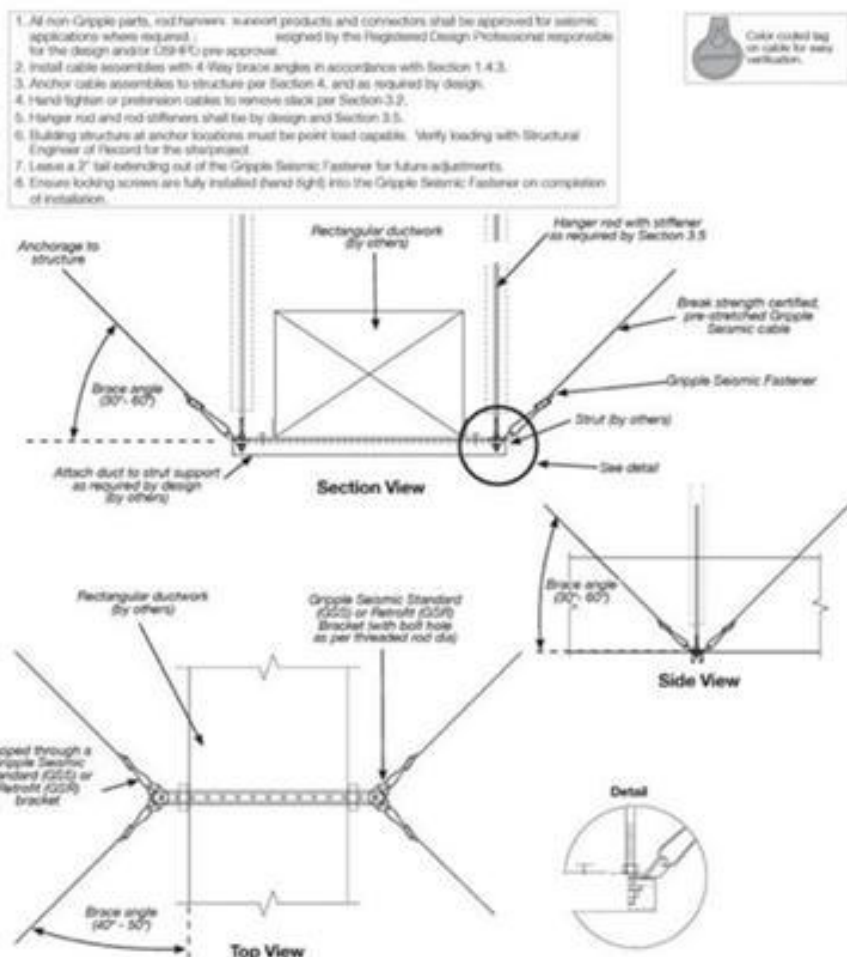 1. All non-Gripple parts, rod hangers, support products and connectors shall be approved for seismic
applications where required. esigned by the Registered Design Professional responsible
for the design and/or OSHPD pre-approval.
2. Install cable assemblies with 4-Way brace angles in accordance with Section 1.4.3.
3. Anchor cable assemblies to structure per Section 4, and as required by design.
4. Hand-tighten or pretension cables to remove slack per Section 3.2.
5. Hanger rod and rod stiffeners shall be by design and Section 3.5.
6. Building structure at anchor locations must be point load capable. Verify loading with Structural
Engineer of Record for the site/project.
7. Leave a 2" tail extending out of the Gripple Seismic Fastener for future adjustments.
8. Ensure locking screws are fully installed (hand tight) into the Gripple Seismic Fastener on completion
of installation.
Color coded tag
on cable for easy
verification.
Anchorage to
structure
Rectangular ductwork
(by others)
Hanger rod with stiffener
as required by Section 3.5
Break strength certified,
pre-stretched Gripple
Seismic cable
Brace angle
(30°- 60°)
Gripple Seismic Fastener
Strut (by others)
See detail
Attach duct to strut support
as required by design
(by others)
Section View
Rectangular ductwork
(by others)
Gripple Seismic Standard
(GSS) or Retrofit (GSR)
Bracket (with bolt hole
as per threaded rod dia)
Brace angle
(30°- 60°)
Side View
oped through a
ripple Seismic
tandard (GSS) or
Retrofit (GSR)
bracket
Detail
Brace angle
(40° - 50°)
Top View